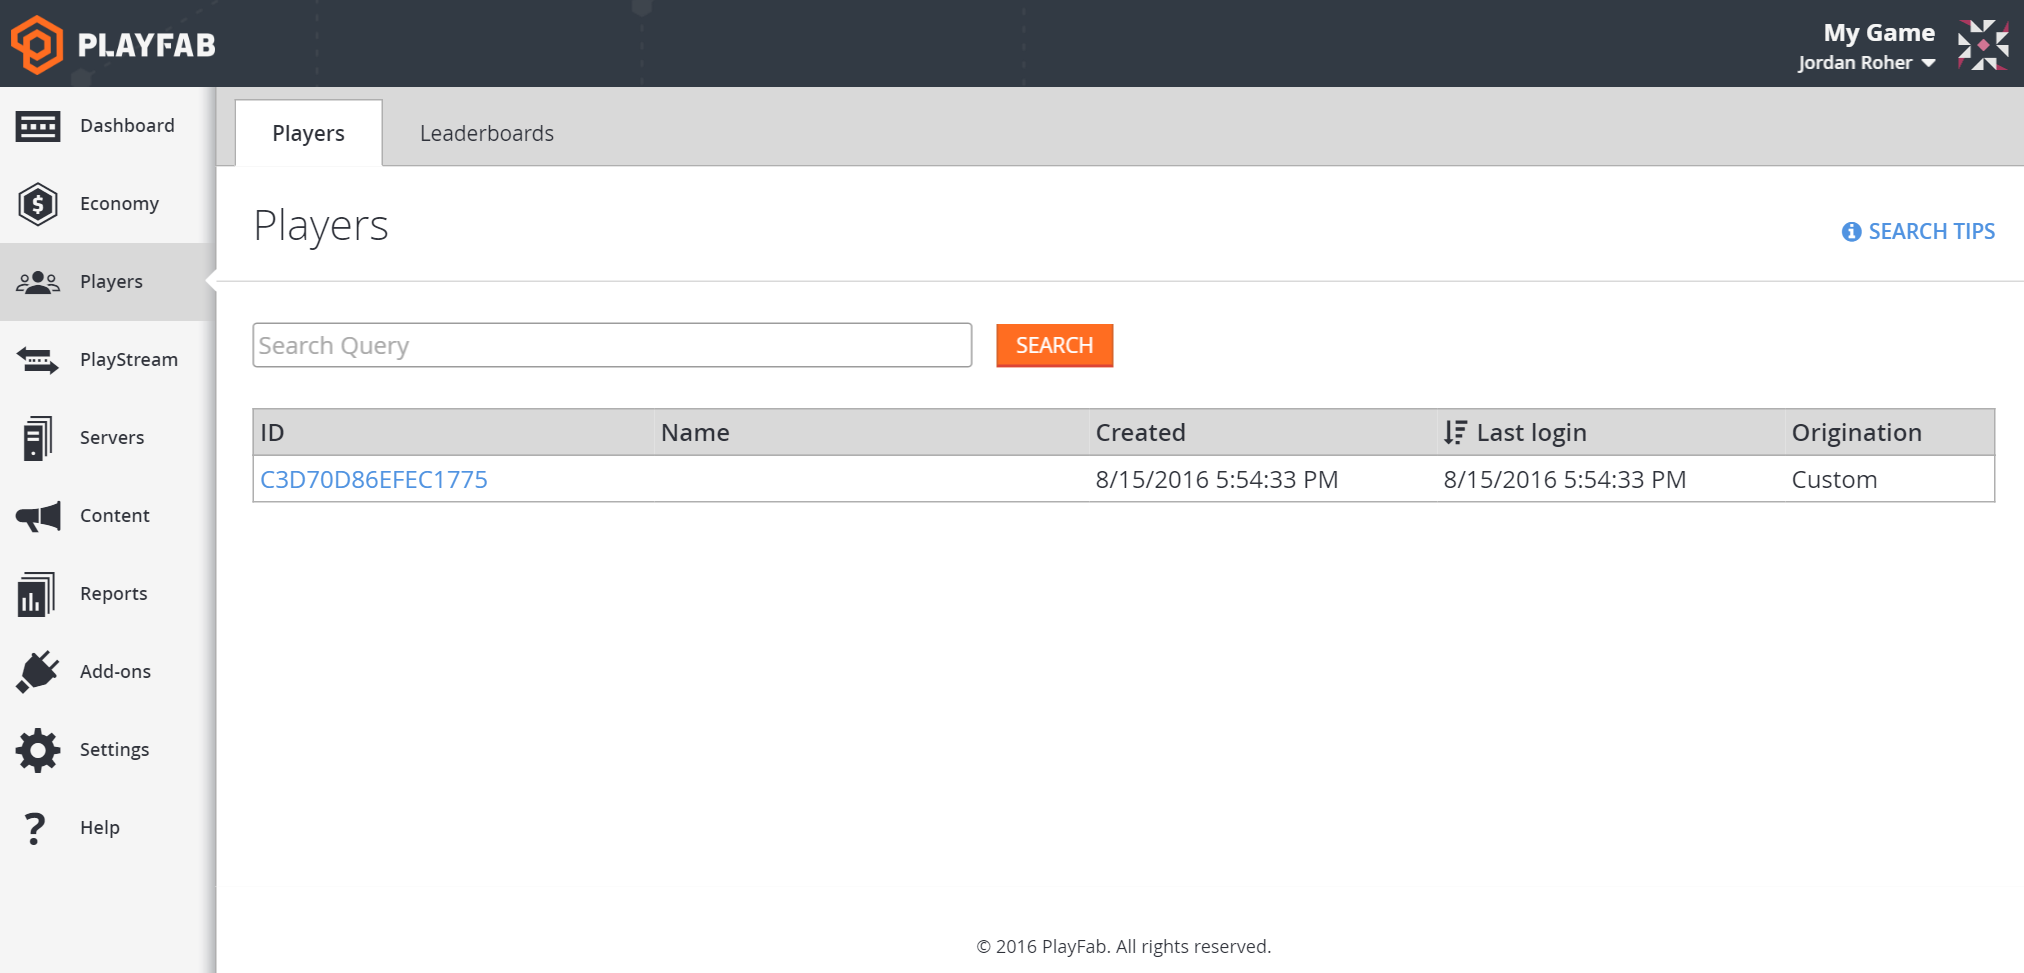 PLAYFAB
My Game
Jordan Roher
Dashboard
Economy
Players
PlayStream
Servers
Content
Reports
Add-ons
Settings
Help
Players Leaderboards
Players
SEARCH TIPS
Search Query SEARCH
ID Name Created Last login Origination
C3D70D86EFEC1775 8/15/2016 5:54:33 PM 8/15/2016 5:54:33 PM Custom
© 2016 PlayFab. All rights reserved.